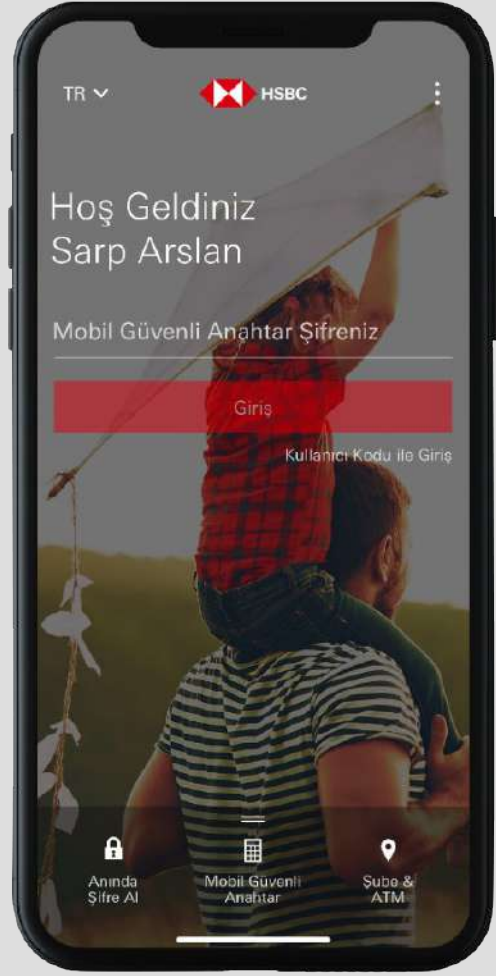 TR
HSBC
Hoş Geldiniz
Sarp Arslan
Mobil Güvenli Anahtar Şifreniz
Giriş
Kullanıcı Kodu ile Giriş
Anında
Şifre Al
Mobil Güvenli
Anahtar
Şube &
ATM